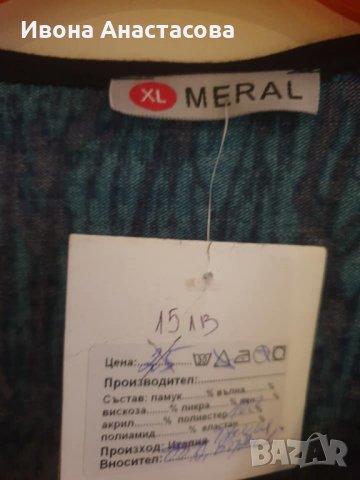 Ивона Анастасова
XL MERAL
15 лв
Цена:
Производител:
Състав: памук.........% вълна.........%
вискоза.........% ликра.........%
акрил.........% полиестер.........%
полиамид.........% еластан
Произход: Италия
Вносител:
BAZAR